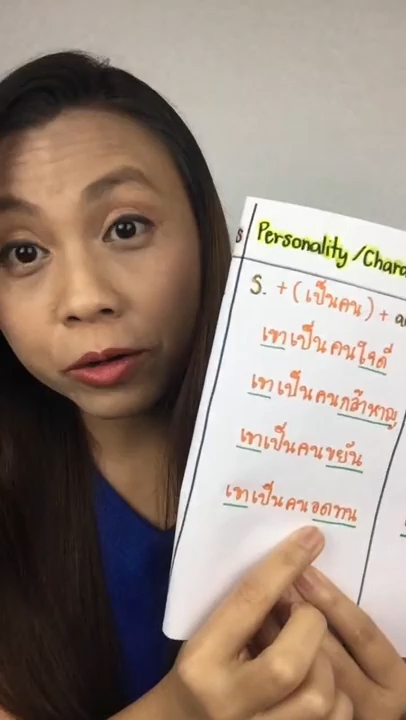 Personality /Chara
S. + (เป็นคน) +
เขาเป็นคนใจดี
เขาเป็นคนกล้าหาญ
เขาเป็นคนขยัน
เขาเป็นคนอดทน